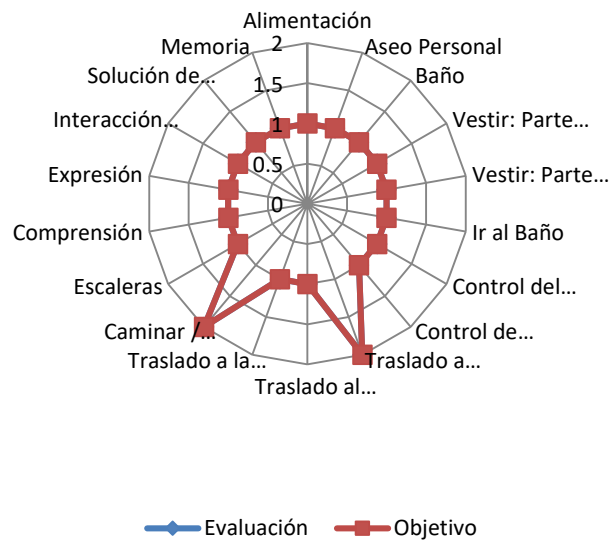 Alimentación
Aseo Personal
Baño
Vestir: Parte...
Vestir: Parte...
Ir al Baño
Control del...
Control de...
Traslado a...
Traslado al...
Traslado a la...
Caminar /...
Escaleras
Comprensión
Expresión
Interacción...
Solución de...
Memoria
2
1.5
1
0.5
0
Evaluación
Objetivo